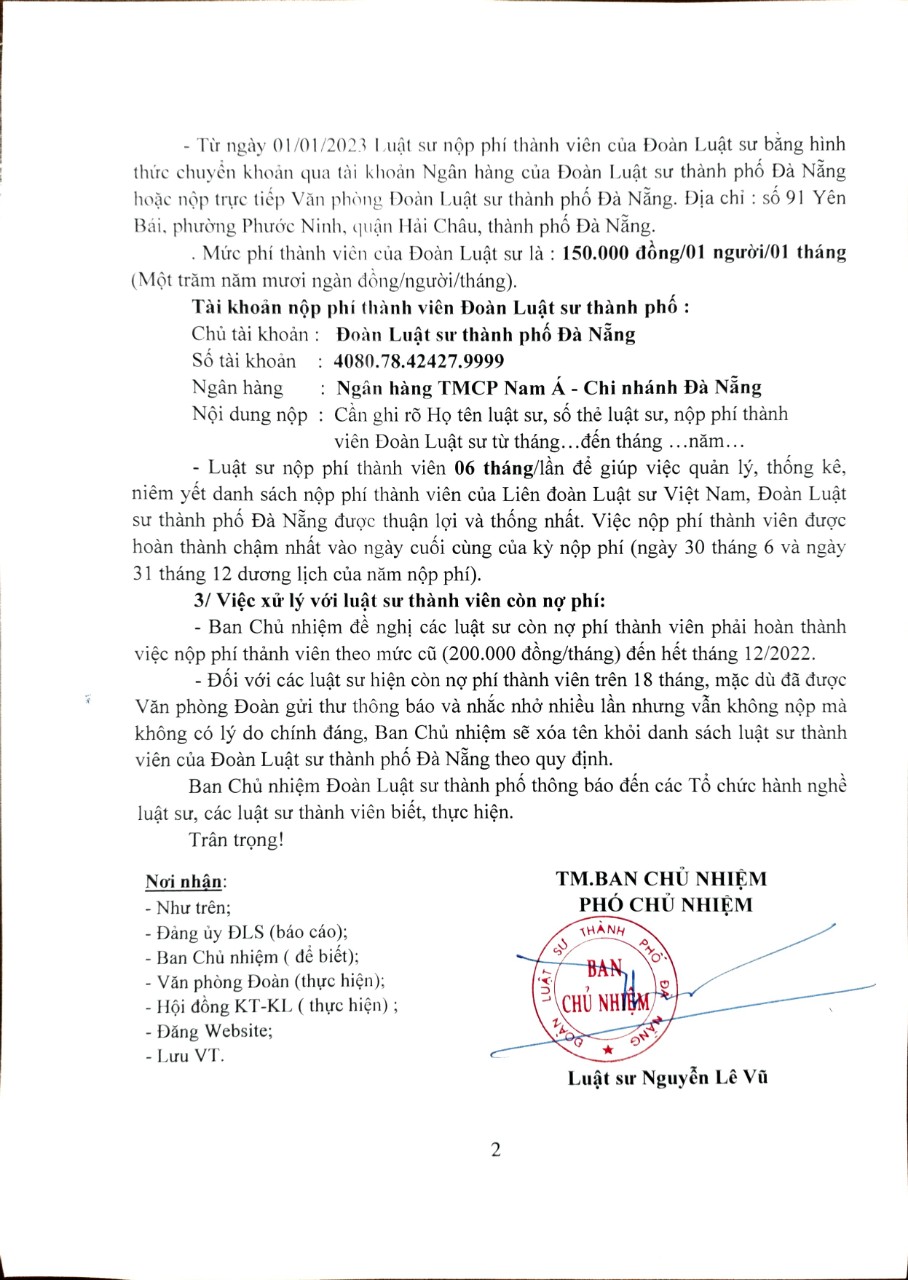 - Từ ngày 01/01/2023 Luật sư nộp phí thành viên của Đoàn Luật sư bằng hình
thức chuyển khoản qua tài khoản Ngân hàng của Đoàn Luật sư thành phố Đà Nẵng
hoặc nộp trực tiếp Văn phòng Đoàn Luật sư thành phố Đà Nẵng. Địa chỉ : số 91 Yên
Bái, phường Phước Ninh, quận Hải Châu, thành phố Đà Nẵng.
. Mức phí thành viên của Đoàn Luật sư là : 150.000 đồng/01 người/01 tháng
(Một trăm năm mươi ngàn đồng/người/tháng).
Tài khoản nộp phí thành viên Đoàn Luật sư thành phố :
Chủ tài khoản : Đoàn Luật sư thành phố Đà Nẵng
Số tài khoản : 4080.78.42427.9999
Ngân hàng : Ngân hàng TMCP Nam Á - Chi nhánh Đà Nẵng
Nội dung nộp : Cần ghi rõ Họ tên luật sư, số thẻ luật sư, nộp phí thành
viên Đoàn Luật sư từ tháng…đến tháng …năm…
- Luật sư nộp phí thành viên 06 tháng/lần để giúp việc quản lý, thống kê,
niêm yết danh sách nộp phí thành viên của Liên đoàn Luật sư Việt Nam, Đoàn Luật
sư thành phố Đà Nẵng được thuận lợi và thống nhất. Việc nộp phí thành viên được
hoàn thành chậm nhất vào ngày cuối cùng của kỳ nộp phí (ngày 30 tháng 6 và ngày
31 tháng 12 dương lịch của năm nộp phí).
3/ Việc xử lý với luật sư thành viên còn nợ phí:
- Ban Chủ nhiệm đề nghị các luật sư còn nợ phí thành viên phải hoàn thành
việc nộp phí thành viên theo mức cũ (200.000 đồng/tháng) đến hết tháng 12/2022.
- Đối với các luật sư hiện còn nợ phí thành viên trên 18 tháng, mặc dù đã được
Văn phòng Đoàn gửi thư thông báo và nhắc nhở nhiều lần nhưng vẫn không nộp mà
không có lý do chính đáng, Ban Chủ nhiệm sẽ xóa tên khỏi danh sách luật sư thành
viên của Đoàn Luật sư thành phố Đà Nẵng theo quy định.
Ban Chủ nhiệm Đoàn Luật sư thành phố thông báo đến các Tổ chức hành nghề
luật sư, các luật sư thành viên biết, thực hiện.
Trân trọng!
Nơi nhận:
- Như trên;
- Đảng ủy ĐLS (báo cáo);
- Ban Chủ nhiệm ( để biết);
- Văn phòng Đoàn (thực hiện);
- Hội đồng KT-KL ( thực hiện) ;
- Đăng Website;
- Lưu VT.
TM.BAN CHỦ NHIỆM
PHÓ CHỦ NHIỆM
ĐOÀN LUẬT SƯ THÀNH PHỐ ĐÀ NẴNG
BAN
CHỦ NHIỆM
Luật sư Nguyễn Lê Vũ
2